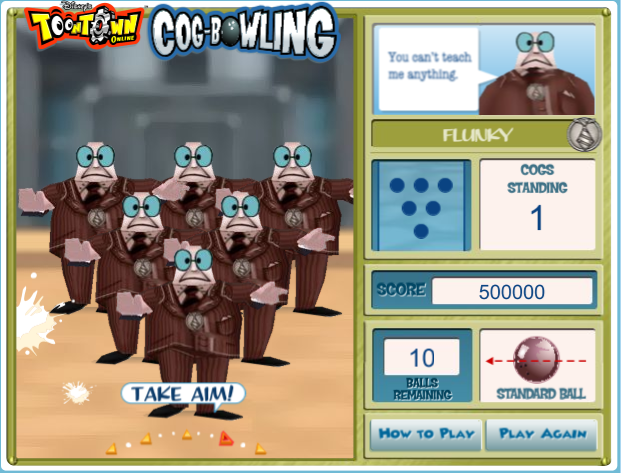 Disney's
TOONTOWN
ONLINE
COG-BOWLING
You can't teach
me anything.
FLUNKY
COGS
STANDING
1
SCORE 500000
10
BALLS
REMAINING
STANDARD BALL
TAKE AIM!
HOW TO PLAY
PLAY AGAIN